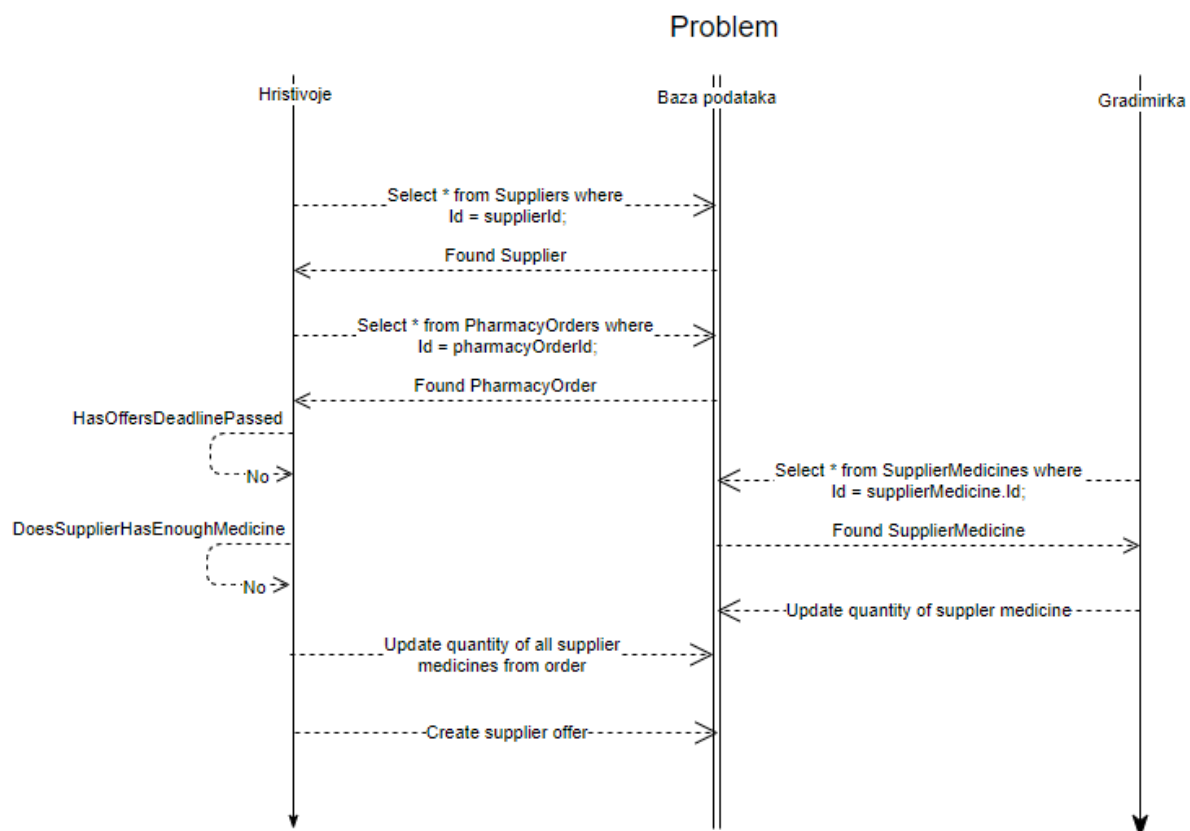 Problem
Hristivoje
Baza podataka
Gradimirka
Select * from Suppliers where
Id = supplierId;
Found Supplier
Select * from PharmacyOrders where
Id = pharmacyOrderId;
Found PharmacyOrder
HasOffersDeadlinePassed
No
Select * from SupplierMedicines where
Id = supplierMedicine.Id;
DoesSupplierHasEnoughMedicine
Found SupplierMedicine
No
Update quantity of suppler medicine
Update quantity of all supplier
medicines from order
Create supplier offer